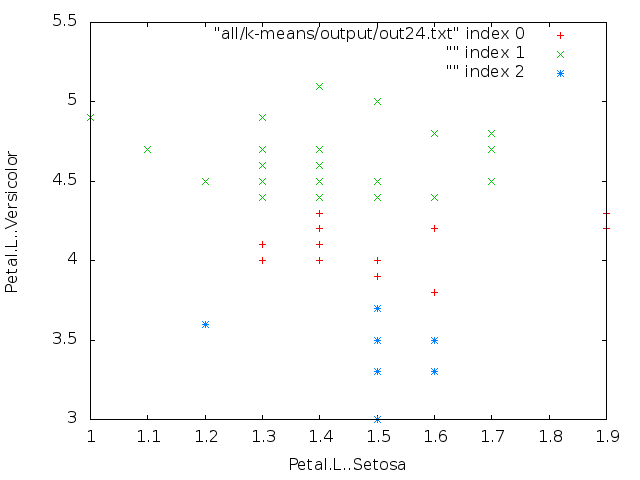 "all/k-means/output/out24.txt" index 0
"" index 1
"" index 2
5.5
5
4.5
4
3.5
3
Petal.L..Versicolor
1 1.1 1.2 1.3 1.4 1.5 1.6 1.7 1.8 1.9
Petal.L..Setosa